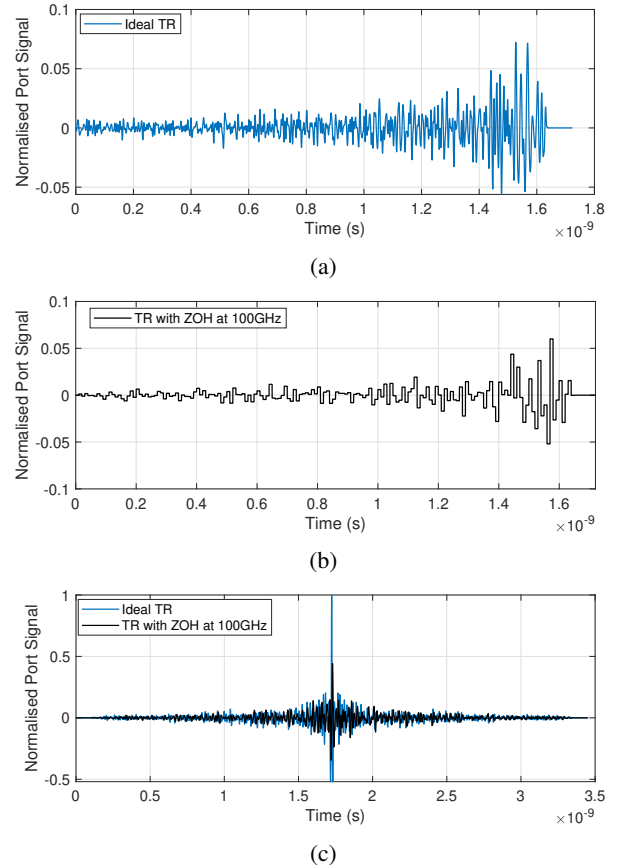 0.1
Ideal TR
0.05
0
-0.05
Normalised Port Signal
0 0.2 0.4 0.6 0.8 1 1.2 1.4 1.6 1.8
Time (s)
×10⁻⁹
(a)
0.1
TR with ZOH at 100GHz
0.05
0
-0.05
-0.1
Normalised Port Signal
0 0.2 0.4 0.6 0.8 1 1.2 1.4 1.6
Time (s)
×10⁻⁹
(b)
1
Ideal TR
TR with ZOH at 100GHz
0.5
0
-0.5
Normalised Port Signal
0 0.5 1 1.5 2 2.5 3 3.5
Time (s)
×10⁻⁹
(c)